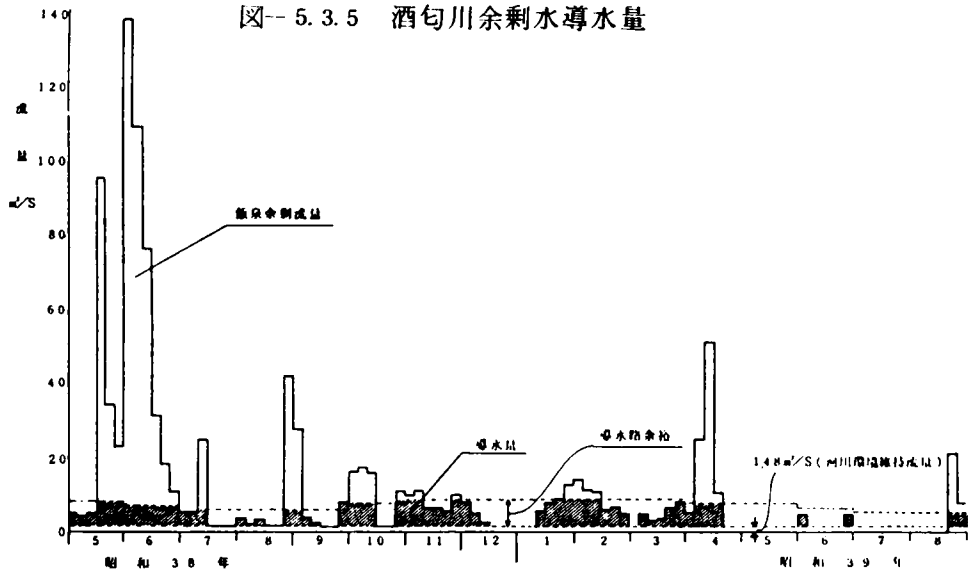 図-- 5.3.5 酒匂川余剰水導水量
140
120
流
100
量
m³/S
80
60
40
20
0
飯泉余剰流量
導水量
導水路余裕
1.48m³/S (河川環境維持流量)
5 6 7 8 9 10 11 12 1 2 3 4 5 6 7 8
昭和38年 昭和39年